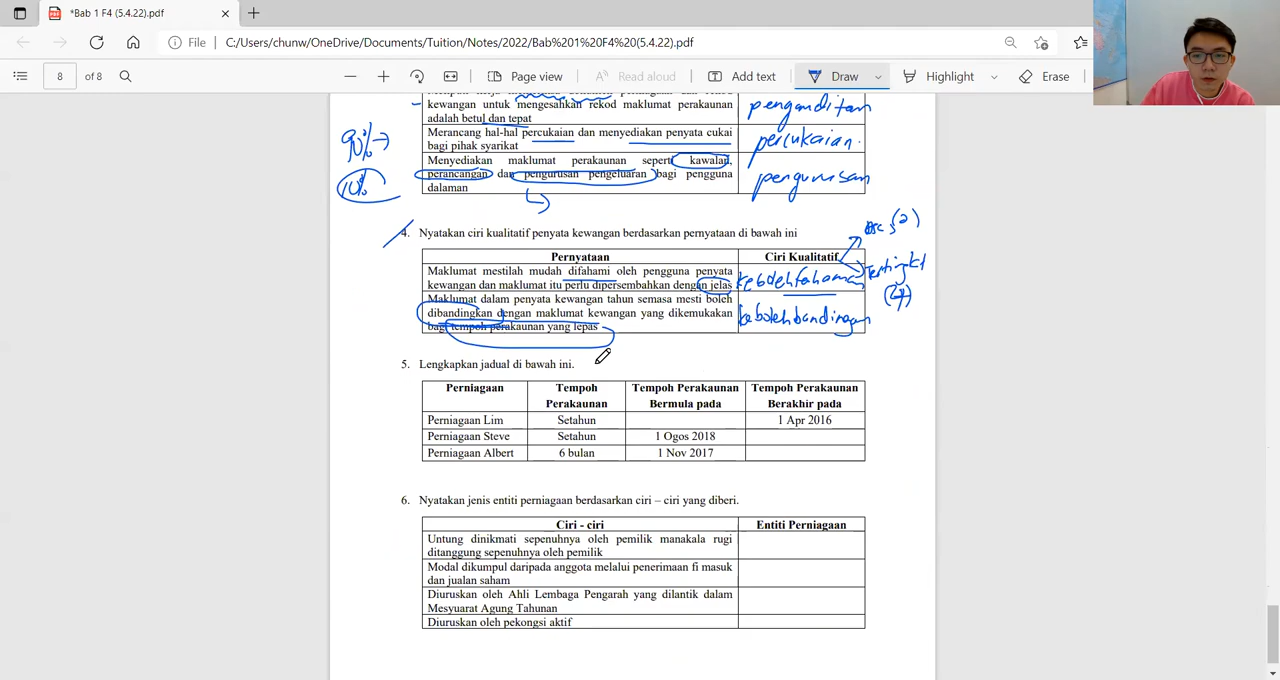 *Bab 1 F4 (5.4.22).pdf
File C:/Users/chunw/OneDrive/Documents/Tuition/Notes/2022/Bab%201%20F4%20(5.4.22).pdf
8 of 8 Page view Read aloud Add text Draw Highlight Erase
kewangan untuk mengesahkan rekod maklumat perakaunan
adalah betul dan tepat
pengauditan
90%
Merancang hal-hal percukaian dan menyediakan penyata cukai
bagi pihak syarikat
percukaian
10%
Menyediakan maklumat perakaunan seperti kawalan,
perancangan dan pengurusan pengeluaran bagi pengguna
dalaman
pengurusan
4. Nyatakan ciri kualitatif penyata kewangan berdasarkan pernyataan di bawah ini
(2)
Pernyataan Ciri Kualitatif
Maklumat mestilah mudah difahami oleh pengguna penyata
kewangan dan maklumat itu perlu dipersembahkan dengan jelas
kebolehfahaman
(4)
Maklumat dalam penyata kewangan tahun semasa mesti boleh
dibandingkan dengan maklumat kewangan yang dikemukakan
bagi tempoh perakaunan yang lepas
kebolehbandingan
5. Lengkapkan jadual di bawah ini.
Perniagaan Tempoh Perakaunan Tempoh Perakaunan Bermula pada Tempoh Perakaunan Berakhir pada
Perniagaan Lim Setahun 1 Apr 2016
Perniagaan Steve Setahun 1 Ogos 2018
Perniagaan Albert 6 bulan 1 Nov 2017
6. Nyatakan jenis entiti perniagaan berdasarkan ciri – ciri yang diberi.
Ciri - ciri Entiti Perniagaan
Untung dinikmati sepenuhnya oleh pemilik manakala rugi
ditanggung sepenuhnya oleh pemilik
Modal dikumpul daripada anggota melalui penerimaan fi masuk
dan jualan saham
Diuruskan oleh Ahli Lembaga Pengarah yang dilantik dalam
Mesyuarat Agung Tahunan
Diuruskan oleh pekongsi aktif